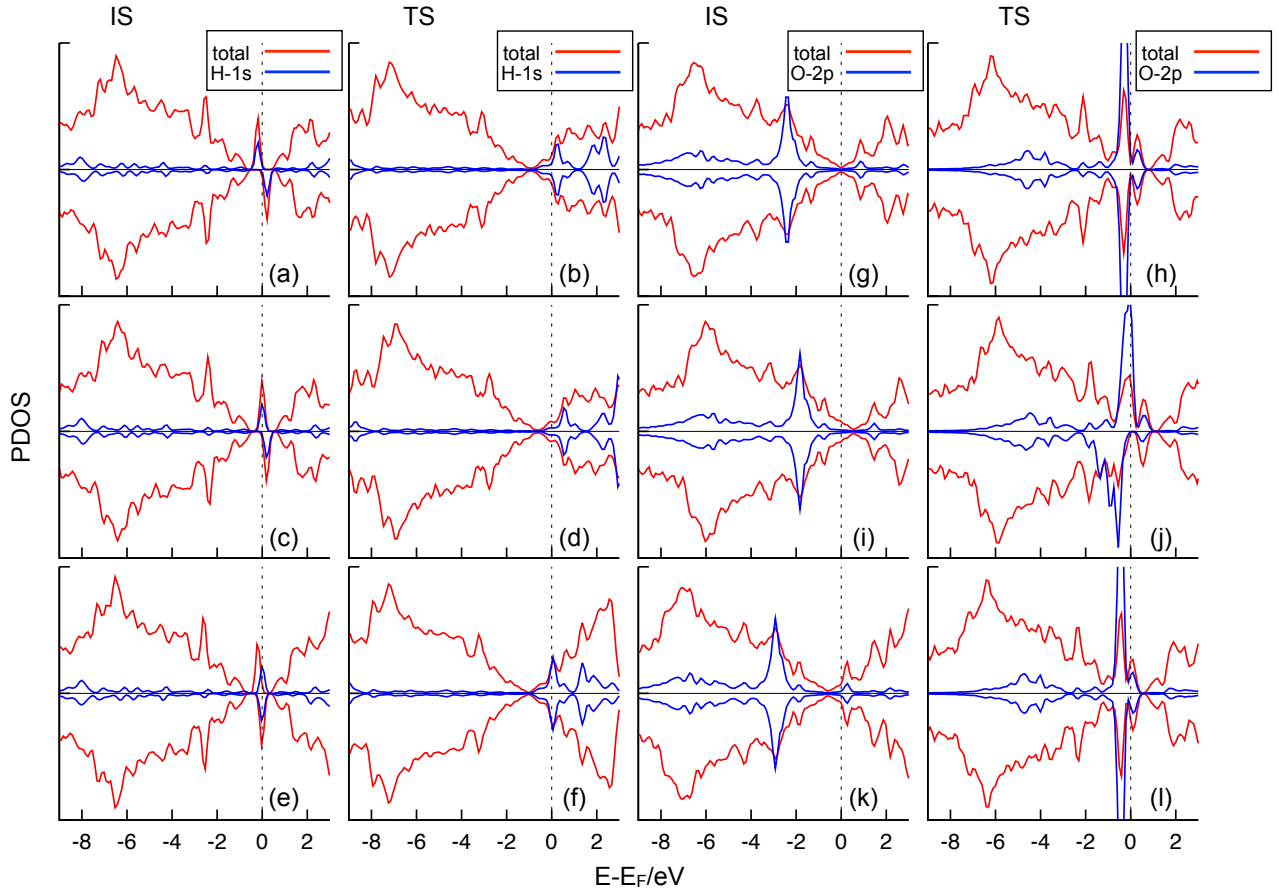 IS TS IS TS
total
H-1s
total
H-1s
total
O-2p
total
O-2p
(a) (b) (g) (h)
PDOS
(c) (d) (i) (j)
(e) (f) (k) (l)
-8 -6 -4 -2 0 2 -8 -6 -4 -2 0 2 -8 -6 -4 -2 0 2 -8 -6 -4 -2 0 2
E-EF/eV